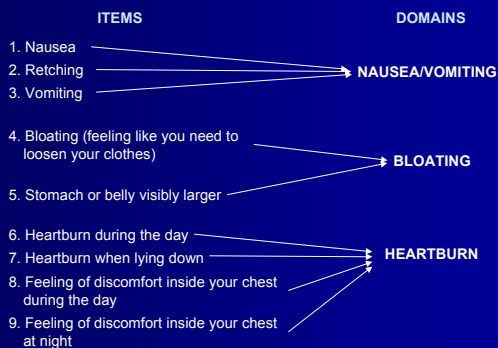 ITEMS
DOMAINS
1. Nausea
2. Retching
3. Vomiting
NAUSEA/VOMITING
4. Bloating (feeling like you need to
loosen your clothes)
5. Stomach or belly visibly larger
BLOATING
6. Heartburn during the day
7. Heartburn when lying down
8. Feeling of discomfort inside your chest
during the day
9. Feeling of discomfort inside your chest
at night
HEARTBURN